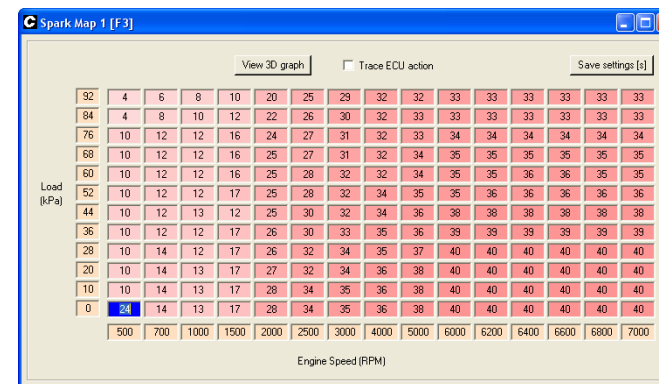 C Spark Map 1 [F3]
View 3D graph Trace ECU action Save settings [s]
92 4 6 8 10 20 25 29 32 32 33 33 33 33 33 33
84 4 8 10 12 22 26 30 32 33 33 33 33 33 33 33
76 10 12 12 16 24 27 31 32 33 34 34 34 34 34 34
68 10 12 12 16 25 27 31 32 34 35 35 35 35 35 35
60 10 12 12 16 25 28 32 32 34 35 35 36 36 35 35
Load (kPa) 52 10 12 12 17 25 28 32 34 35 35 36 36 36 36 36
44 10 12 13 12 25 30 32 34 36 38 38 38 38 38 38
36 10 12 12 17 26 30 33 35 36 39 39 39 39 39 39
28 10 14 12 17 26 32 34 35 37 40 40 40 40 40 40
20 10 14 13 17 27 32 34 36 38 40 40 40 40 40 40
10 10 14 13 17 28 34 35 36 38 40 40 40 40 40 40
0 24 14 13 17 28 34 35 36 38 40 40 40 40 40 40
500 700 1000 1500 2000 2500 3000 4000 5000 6000 6200 6400 6600 6800 7000
Engine Speed (RPM)